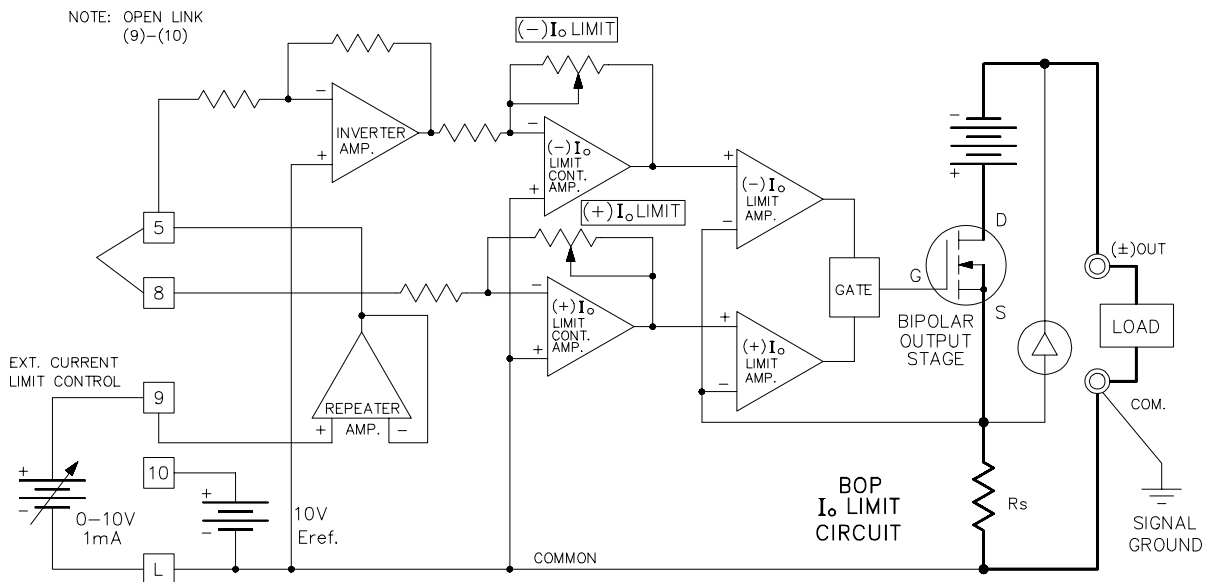 NOTE: OPEN LINK
(9)-(10)
(-)Io LIMIT
-
INVERTER
AMP.
+
-
(-)Io
LIMIT
CONT.
AMP.
+
+
(-)Io
LIMIT
AMP.
-
-
+
D
(±)OUT
5
(+)Io LIMIT
8
-
(+)Io
LIMIT
CONT.
AMP.
+
GATE
G
S
BIPOLAR
OUTPUT
STAGE
LOAD
+
(+)Io
LIMIT
AMP.
-
EXT. CURRENT
LIMIT CONTROL
9
REPEATER
+ AMP. -
COM.
10
+
-
0-10V
1mA
+
-
10V
Eref.
BOP
Io LIMIT
CIRCUIT
Rs
SIGNAL
GROUND
L
COMMON